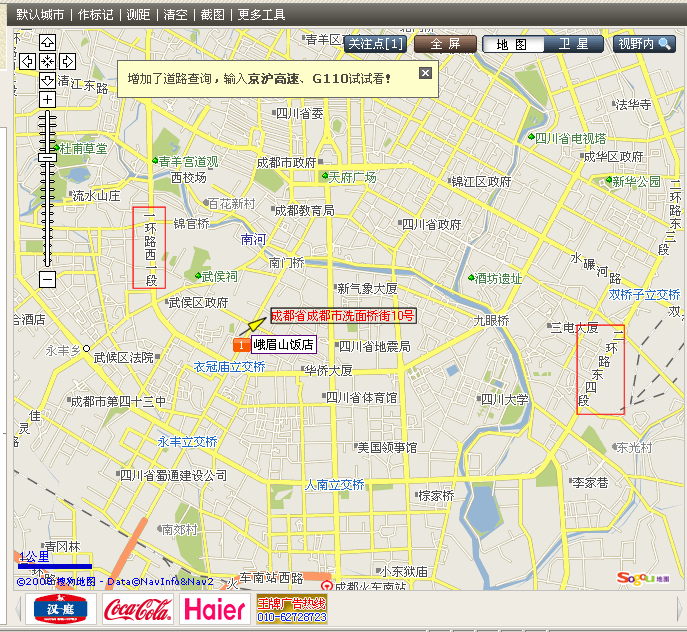 默认城市 | 作标记 | 测距 | 清空 | 截图 | 更多工具
青羊区
关注点[1]
全 屏
地 图
卫 星
视野内
增加了道路查询，输入京沪高速、G110试试看！
清江东路
四川省委
法华寺
杜甫草堂
四川省电视塔
青羊宫道观
成都市政府
成华区政府
西校场
天府广场
锦江区政府
新华公园
流水山庄
百花新村
成都教育局
二环路东三段
二环路西一段
锦官桥
四川省政府
南河
南门桥
水碾河路
武侯祠
酒坊遗址
新气象大厦
双桥子立交桥
武侯区政府
成都省成都市洗面桥街10号
九眼桥
三电大厦
合酒店
1 峨眉山饭店
四川省地震局
二环路东四段
永丰乡
武候区法院
衣冠庙立交桥
华侨大厦
四川省体育馆
四川大学
成都市第四十三中
佳灵路
永丰立交桥
美国领事馆
东光村
四川省蜀通建设公司
人南立交桥
李家巷
棕家桥
南郊村
青冈林
1公里
二环路
火车南站西路
小东狱庙
成都火车南站
搜狗地图 - Data©NavInfo&Nav2
Sogou地图
汉庭
Coca-Cola
Haier
王牌广告热线
010-62728723